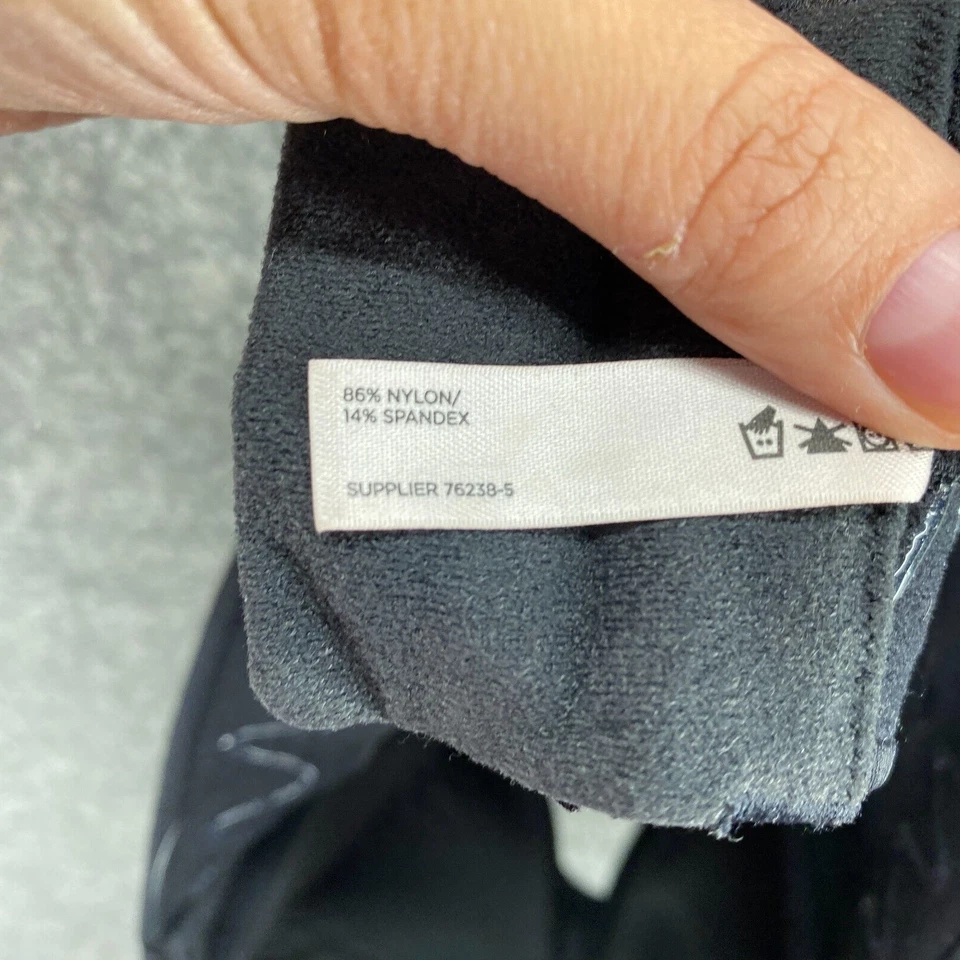 86% NYLON/
14% SPANDEX
SUPPLIER 76238-5